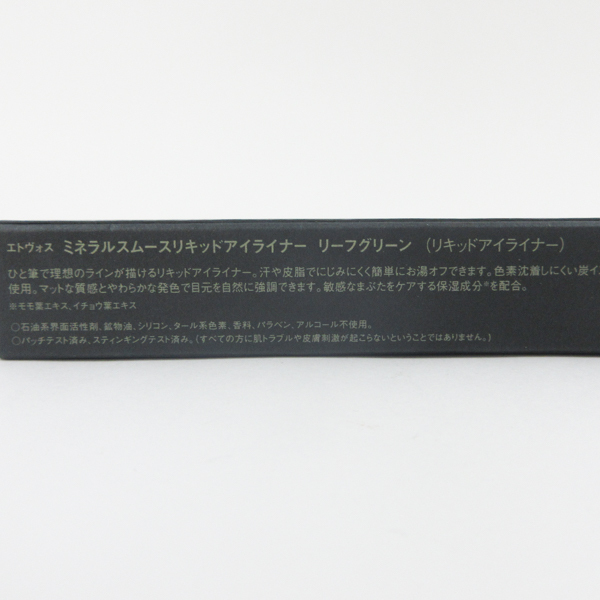 エトヴォス ミネラルスムースリキッドアイライナー リーフグリーン （リキッドアイライナー）
ひと筆で理想のラインが描けるリキッドアイライナー。汗や皮脂でにじみにくく簡単にお湯オフできます。色素沈着しにくい炭イ
使用。マットな質感とやわらかな発色で目元を自然に強調できます。敏感なまぶたをケアする保湿成分※を配合。
※モモ葉エキス、イチョウ葉エキス
○石油系界面活性剤、鉱物油、シリコン、タール系色素、香料、パラベン、アルコール不使用。
○パッチテスト済み、スティンギングテスト済み。（すべての方に肌トラブルや皮膚刺激が起こらないということではありません。）